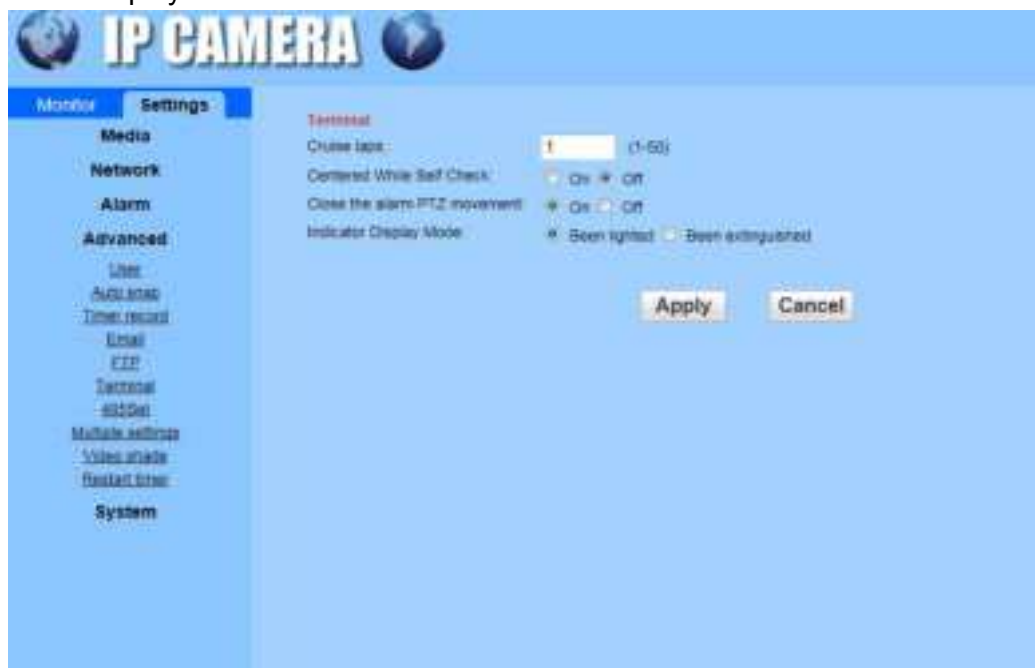 IP CAMERA
Monitor Settings
Media
Network
Alarm
Advanced
User
Auto snap
Timer record
Email
FTP
Terminal
485Set
Multiple settings
Video shade
Restart timer
System
Terminal
Cruise laps: 1 (1-50)
Centered While Self Check: On Off
Close the alarm PTZ movement: On Off
Indicator Display Mode: Been lighted Been extinguished
Apply Cancel